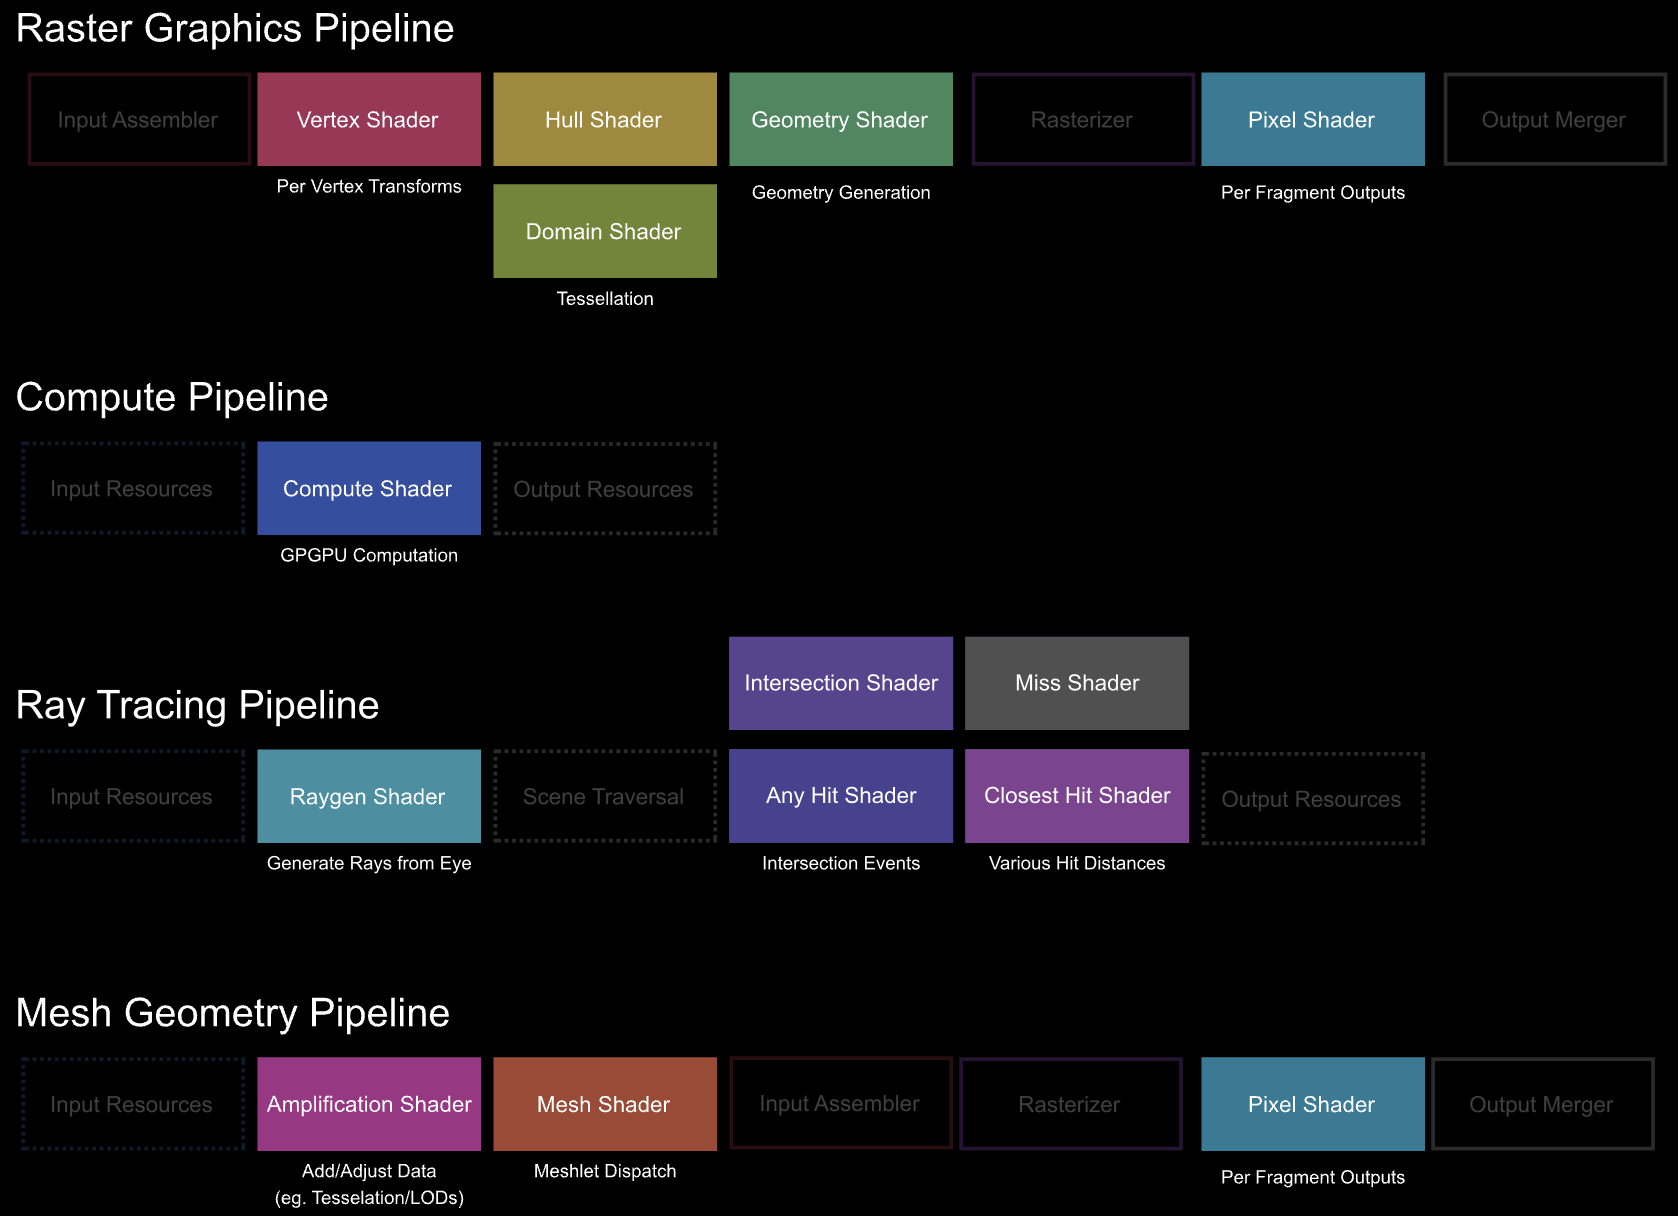 Raster Graphics Pipeline
Input Assembler
Vertex Shader
Per Vertex Transforms
Hull Shader
Domain Shader
Tessellation
Geometry Shader
Geometry Generation
Rasterizer
Pixel Shader
Per Fragment Outputs
Output Merger
Compute Pipeline
Input Resources
Compute Shader
GPGPU Computation
Output Resources
Ray Tracing Pipeline
Input Resources
Raygen Shader
Generate Rays from Eye
Scene Traversal
Intersection Shader
Any Hit Shader
Intersection Events
Miss Shader
Closest Hit Shader
Various Hit Distances
Output Resources
Mesh Geometry Pipeline
Input Resources
Amplification Shader
Add/Adjust Data
(eg. Tesselation/LODs)
Mesh Shader
Meshlet Dispatch
Input Assembler
Rasterizer
Pixel Shader
Per Fragment Outputs
Output Merger